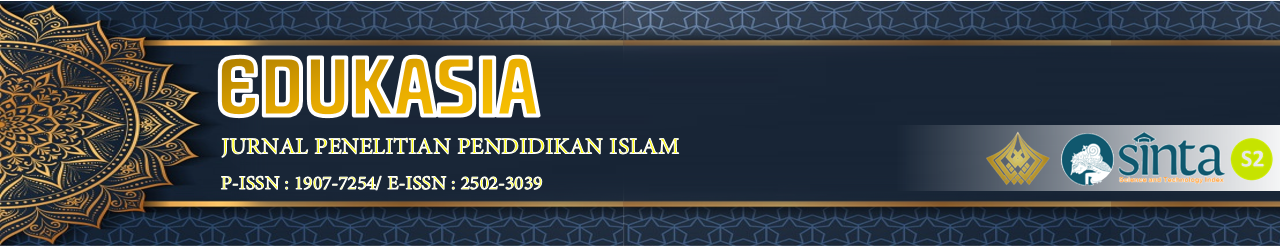 EDUKASIA
JURNAL PENELITIAN PENDIDIKAN ISLAM
P-ISSN : 1907-7254/ E-ISSN : 2502-3039
sinta
S2